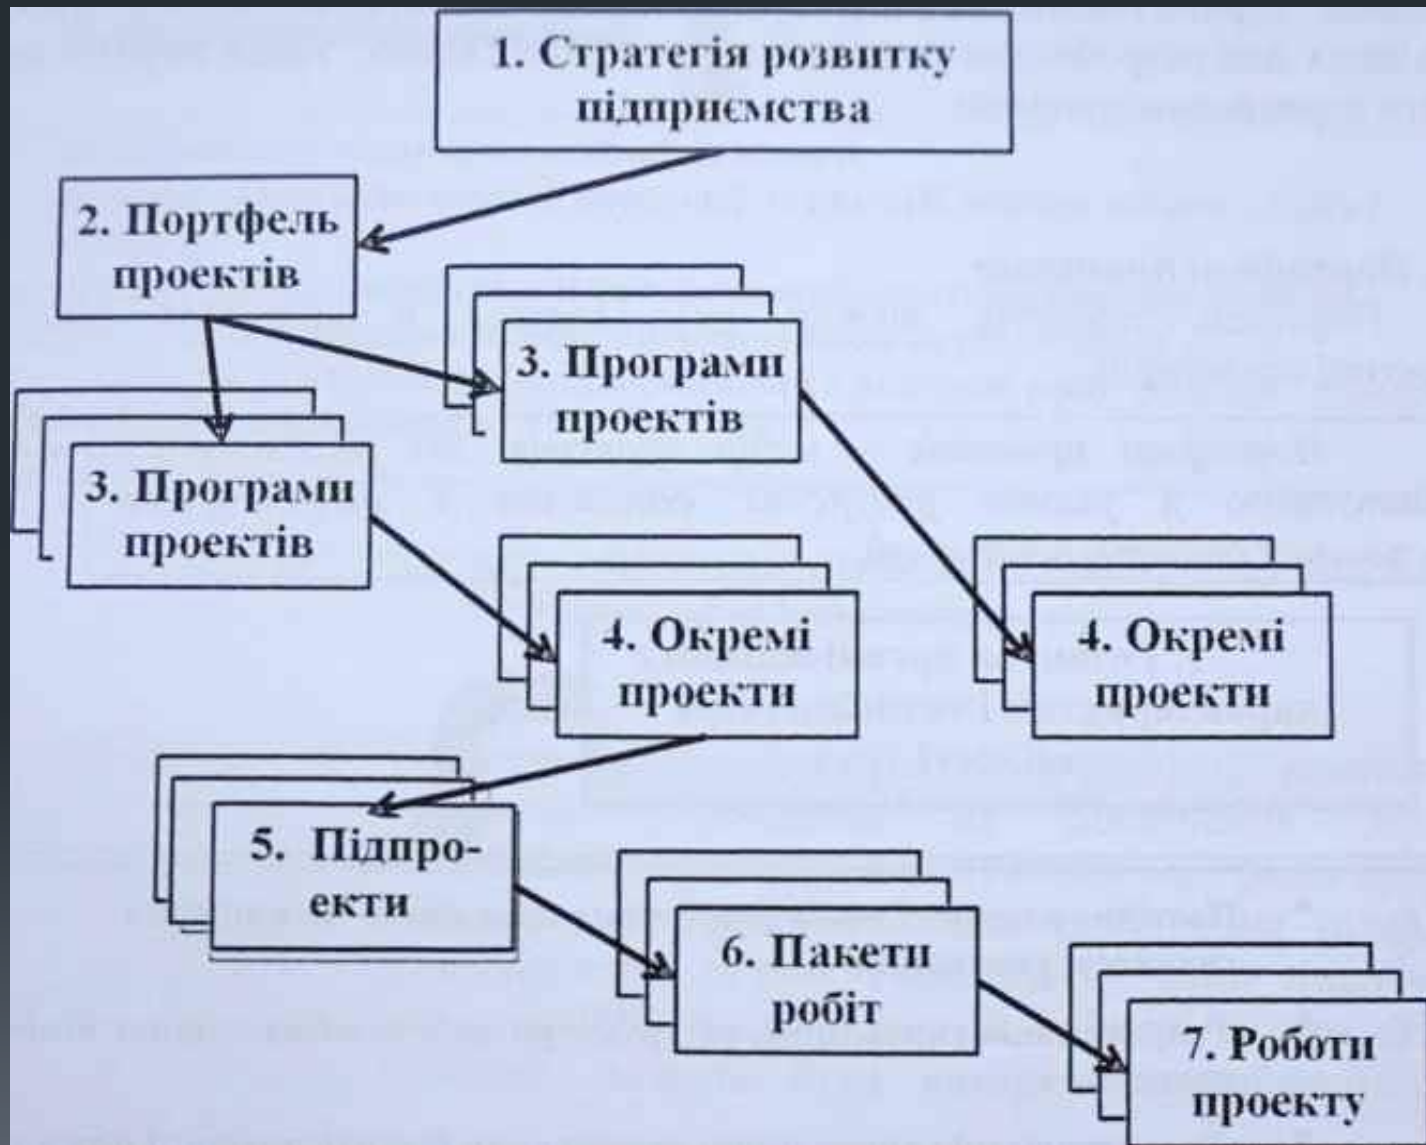 1. Стратегія розвитку
підприємства
2. Портфель
проектів
3. Програми
проектів
3. Програми
проектів
4. Окремі
проекти
4. Окремі
проекти
5. Підпро-
екти
6. Пакети
робіт
7. Роботи
проекту